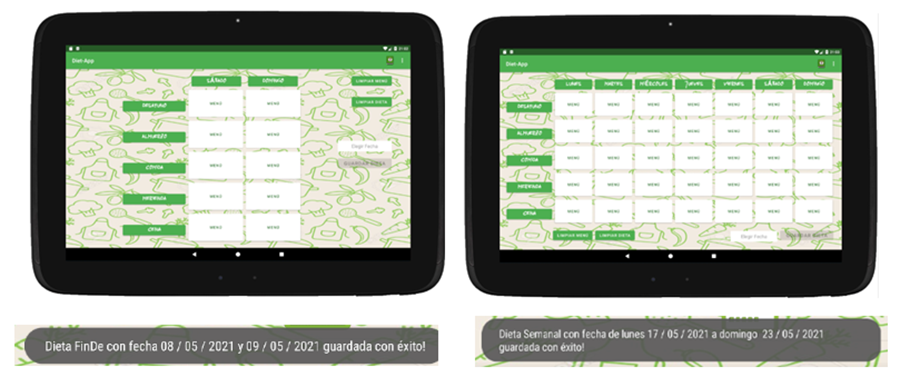 Diet App
SÁBADO DOMINGO
LIMPIAR MENÚ
DESAYUNO MENÚ MENÚ
LIMPIAR DIETA
ALMUERZO MENÚ MENÚ
Elegir Fecha
COMIDA MENÚ MENÚ
GUARDAR DIETA
MERIENDA MENÚ MENÚ
CENA MENÚ MENÚ
Dieta FinDe con fecha 08 / 05 / 2021 y 09 / 05 / 2021 guardada con éxito!
Diet App
LUNES MARTES MIÉRCOLES JUEVES VIERNES SÁBADO DOMINGO
DESAYUNO MENÚ MENÚ MENÚ MENÚ MENÚ MENÚ MENÚ
ALMUERZO MENÚ MENÚ MENÚ MENÚ MENÚ MENÚ MENÚ
COMIDA MENÚ MENÚ MENÚ MENÚ MENÚ MENÚ MENÚ
MERIENDA MENÚ MENÚ MENÚ MENÚ MENÚ MENÚ MENÚ
CENA MENÚ MENÚ MENÚ MENÚ MENÚ MENÚ MENÚ
LIMPIAR MENÚ LIMPIAR DIETA Elegir Fecha GUARDAR DIETA
Dieta Semanal con fecha de lunes 17 / 05 / 2021 a domingo 23 / 05 / 2021
guardada con éxito!